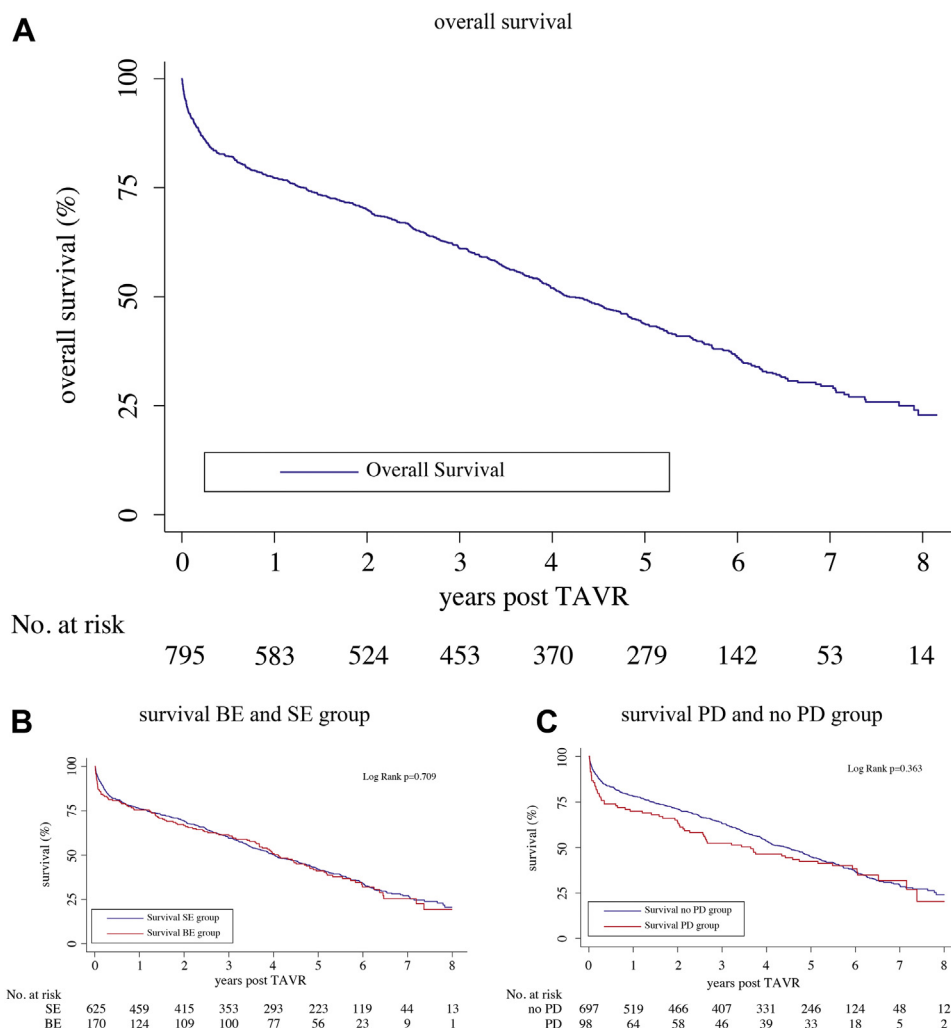 A
overall survival
100
75
50
25
0
overall survival (%)
Overall Survival
0 1 2 3 4 5 6 7 8
years post TAVR
No. at risk
795 583 524 453 370 279 142 53 14
B
survival BE and SE group
Log Rank p=0.709
100
75
50
25
0
survival (%)
Survival SE group
Survival BE group
0 1 2 3 4 5 6 7 8
years post TAVR
No. at risk
SE 625 459 415 353 293 223 119 44 13
BE 170 124 109 100 77 56 23 9 1
C
survival PD and no PD group
Log Rank p=0.363
100
75
50
25
0
survival (%)
Survival no PD group
Survival PD group
0 1 2 3 4 5 6 7 8
years post TAVR
No. at risk
no PD 697 519 466 407 331 246 124 48 12
PD 98 64 58 46 39 33 18 5 2